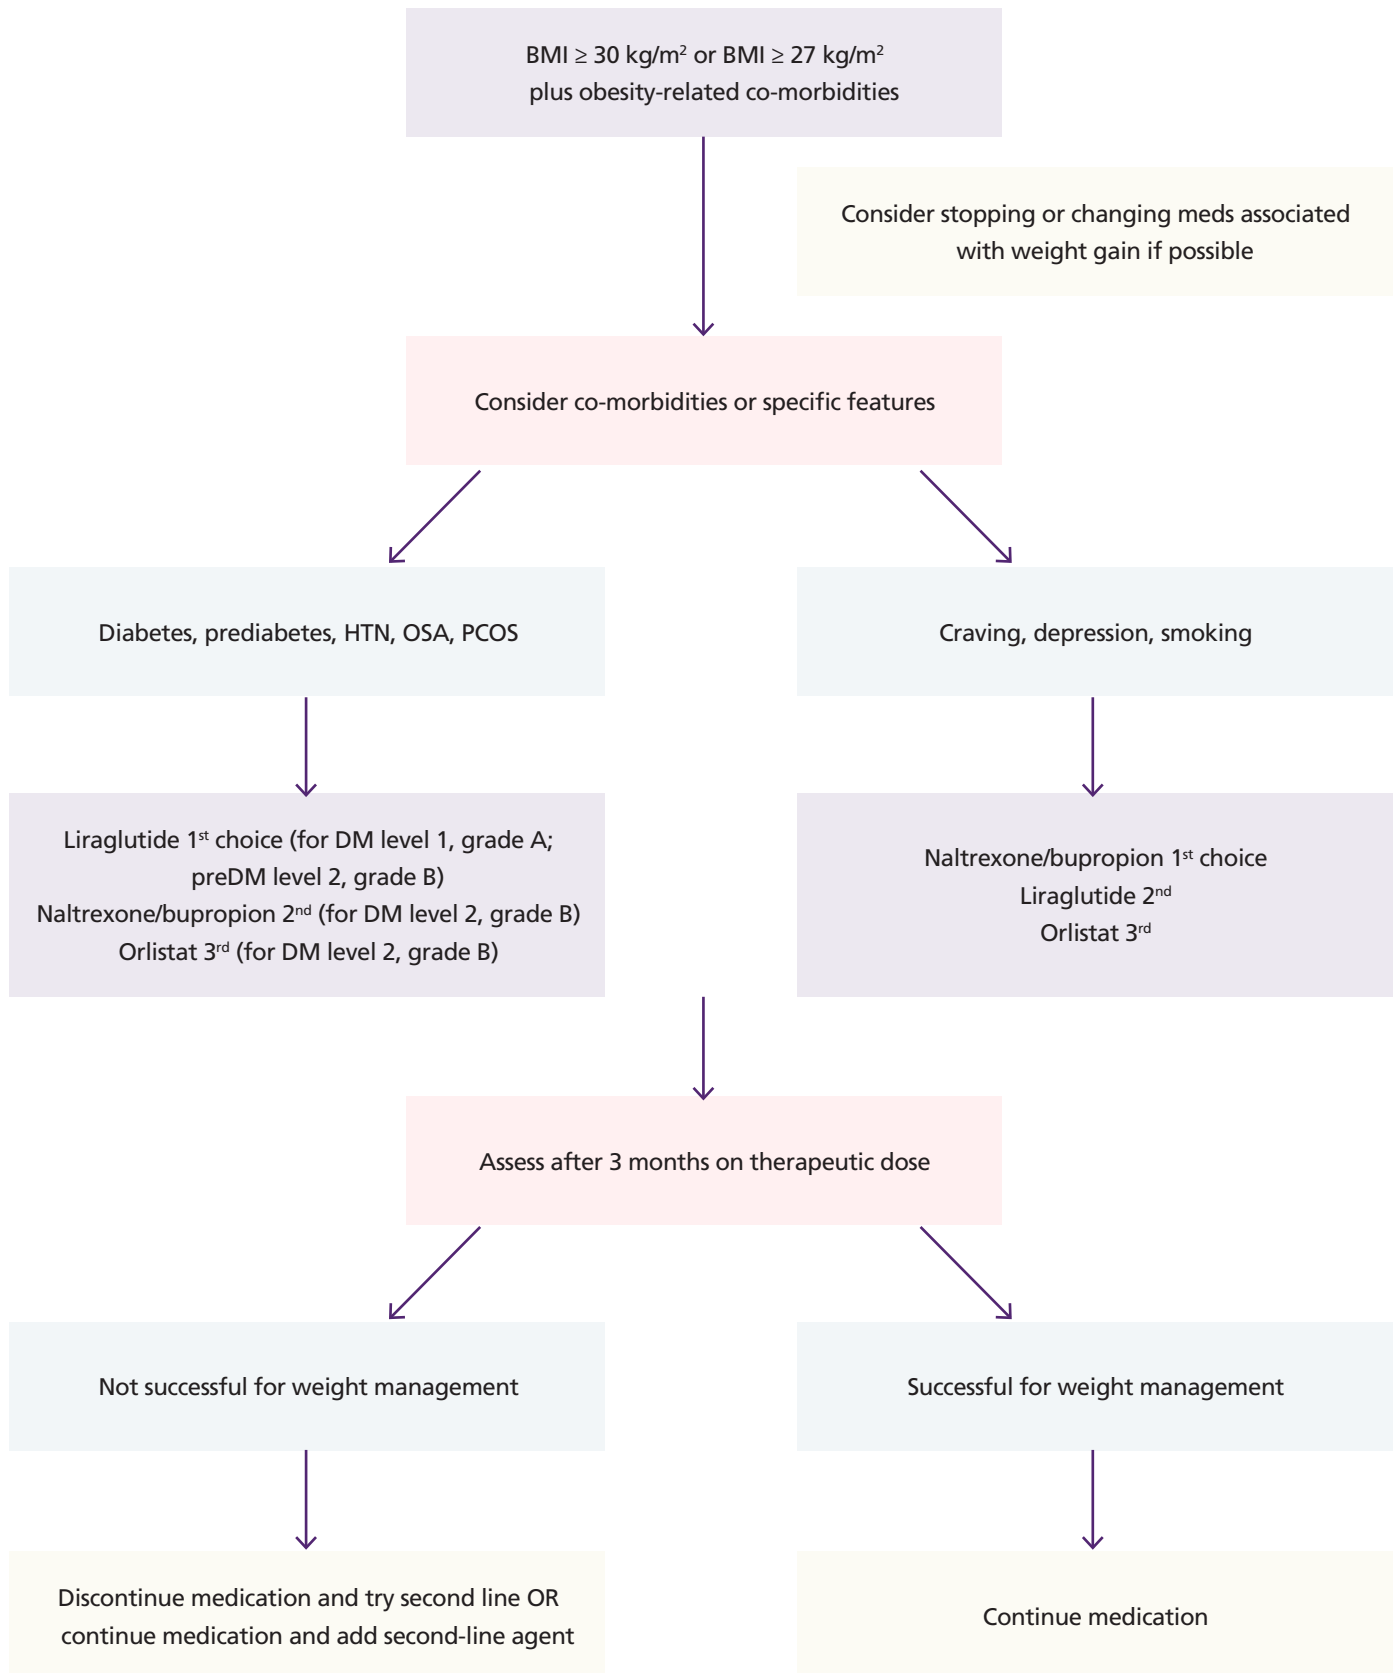 BMI ≥ 30 kg/m² or BMI ≥ 27 kg/m²
plus obesity-related co-morbidities
Consider stopping or changing meds associated
with weight gain if possible
Consider co-morbidities or specific features
Diabetes, prediabetes, HTN, OSA, PCOS
Craving, depression, smoking
Liraglutide 1st choice (for DM level 1, grade A;
preDM level 2, grade B)
Naltrexone/bupropion 2nd (for DM level 2, grade B)
Orlistat 3rd (for DM level 2, grade B)
Naltrexone/bupropion 1st choice
Liraglutide 2nd
Orlistat 3rd
Assess after 3 months on therapeutic dose
Not successful for weight management
Successful for weight management
Discontinue medication and try second line OR
continue medication and add second-line agent
Continue medication